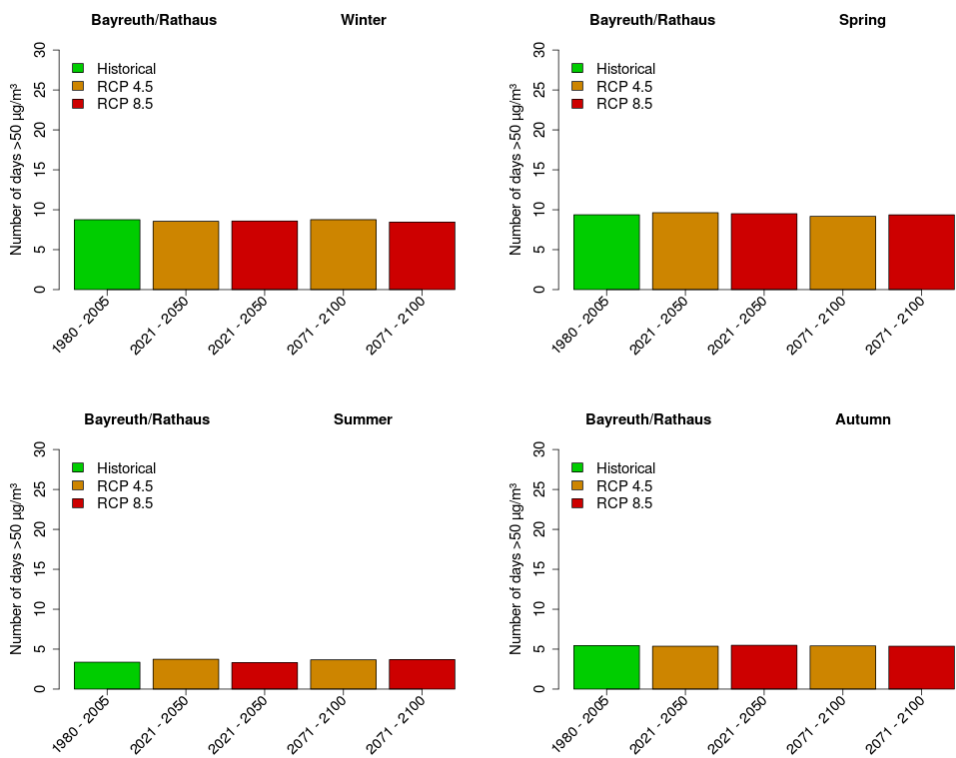 Bayreuth/Rathaus Winter
Number of days >50 µg/m³
30
25
20
15
10
5
0
Historical
RCP 4.5
RCP 8.5
1980 - 2005
2021 - 2050
2021 - 2050
2071 - 2100
2071 - 2100
Bayreuth/Rathaus Spring
Number of days >50 µg/m³
30
25
20
15
10
5
0
Historical
RCP 4.5
RCP 8.5
1980 - 2005
2021 - 2050
2021 - 2050
2071 - 2100
2071 - 2100
Bayreuth/Rathaus Summer
Number of days >50 µg/m³
30
25
20
15
10
5
0
Historical
RCP 4.5
RCP 8.5
1980 - 2005
2021 - 2050
2021 - 2050
2071 - 2100
2071 - 2100
Bayreuth/Rathaus Autumn
Number of days >50 µg/m³
30
25
20
15
10
5
0
Historical
RCP 4.5
RCP 8.5
1980 - 2005
2021 - 2050
2021 - 2050
2071 - 2100
2071 - 2100